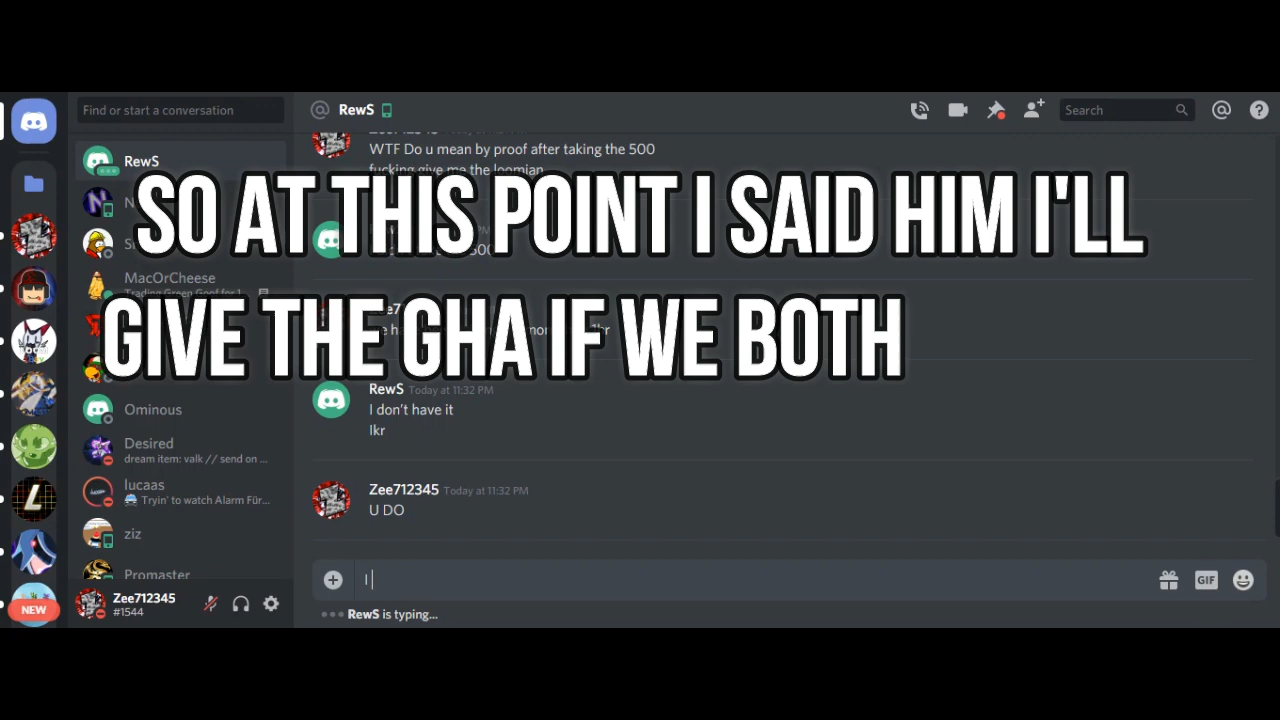 Find or start a conversation
RewS
Search
WTF Do u mean by proof after taking the 500
fucking give me the loomian
RewS
SO AT THIS POINT I SAID HIM I'LL
GIVE THE GHA IF WE BOTH
MacOrCheese
RewS Today at 11:32 PM
I don't have it
Ikr
Ominous
Desired
dream item: valk // send on ...
lucaas
Tryin' to watch Alarm Für...
ziz
Promaster
Zee712345 Today at 11:32 PM
U DO
I
GIF
Zee712345
#1544
NEW
RewS is typing...